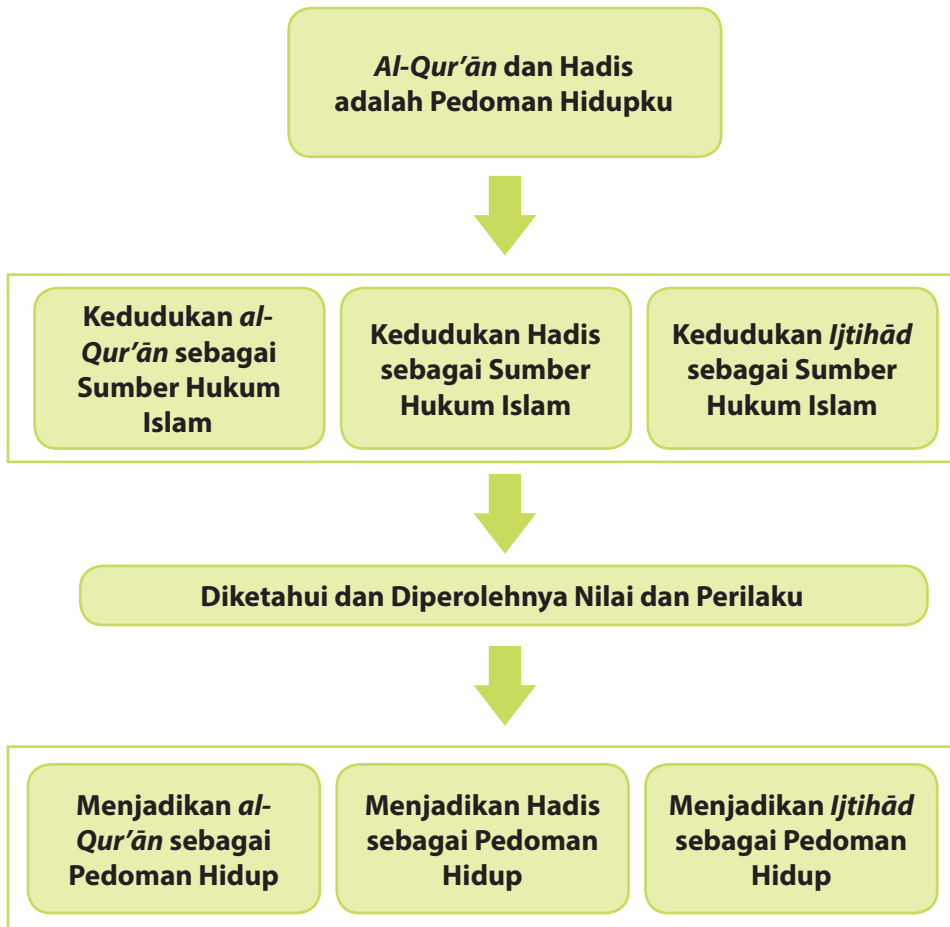 Al-Qur’ān dan Hadis
adalah Pedoman Hidupku
Kedudukan al-
Qur’ān sebagai
Sumber Hukum
Islam
Kedudukan Hadis
sebagai Sumber
Hukum Islam
Kedudukan Ijtihād
sebagai Sumber
Hukum Islam
Diketahui dan Diperolehnya Nilai dan Perilaku
Menjadikan al-
Qur’ān sebagai
Pedoman Hidup
Menjadikan Hadis
sebagai Pedoman
Hidup
Menjadikan Ijtihād
sebagai Pedoman
Hidup